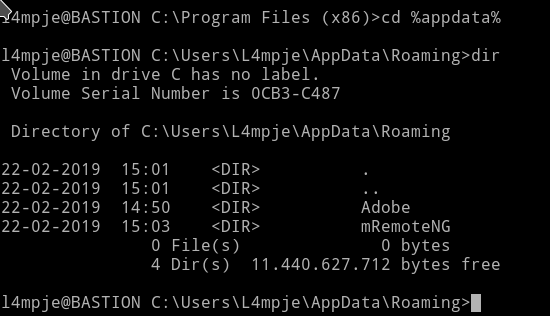 l4mpje@BASTION C:\Program Files (x86)>cd %appdata%
l4mpje@BASTION C:\Users\L4mpje\AppData\Roaming>dir
Volume in drive C has no label.
Volume Serial Number is 0CB3-C487
Directory of C:\Users\L4mpje\AppData\Roaming
22-02-2019  15:01    <DIR>          .
22-02-2019  15:01    <DIR>          ..
22-02-2019  14:50    <DIR>          Adobe
22-02-2019  15:03    <DIR>          mRemoteNG
0 File(s)              0 bytes
4 Dir(s)  11.440.627.712 bytes free
l4mpje@BASTION C:\Users\L4mpje\AppData\Roaming>